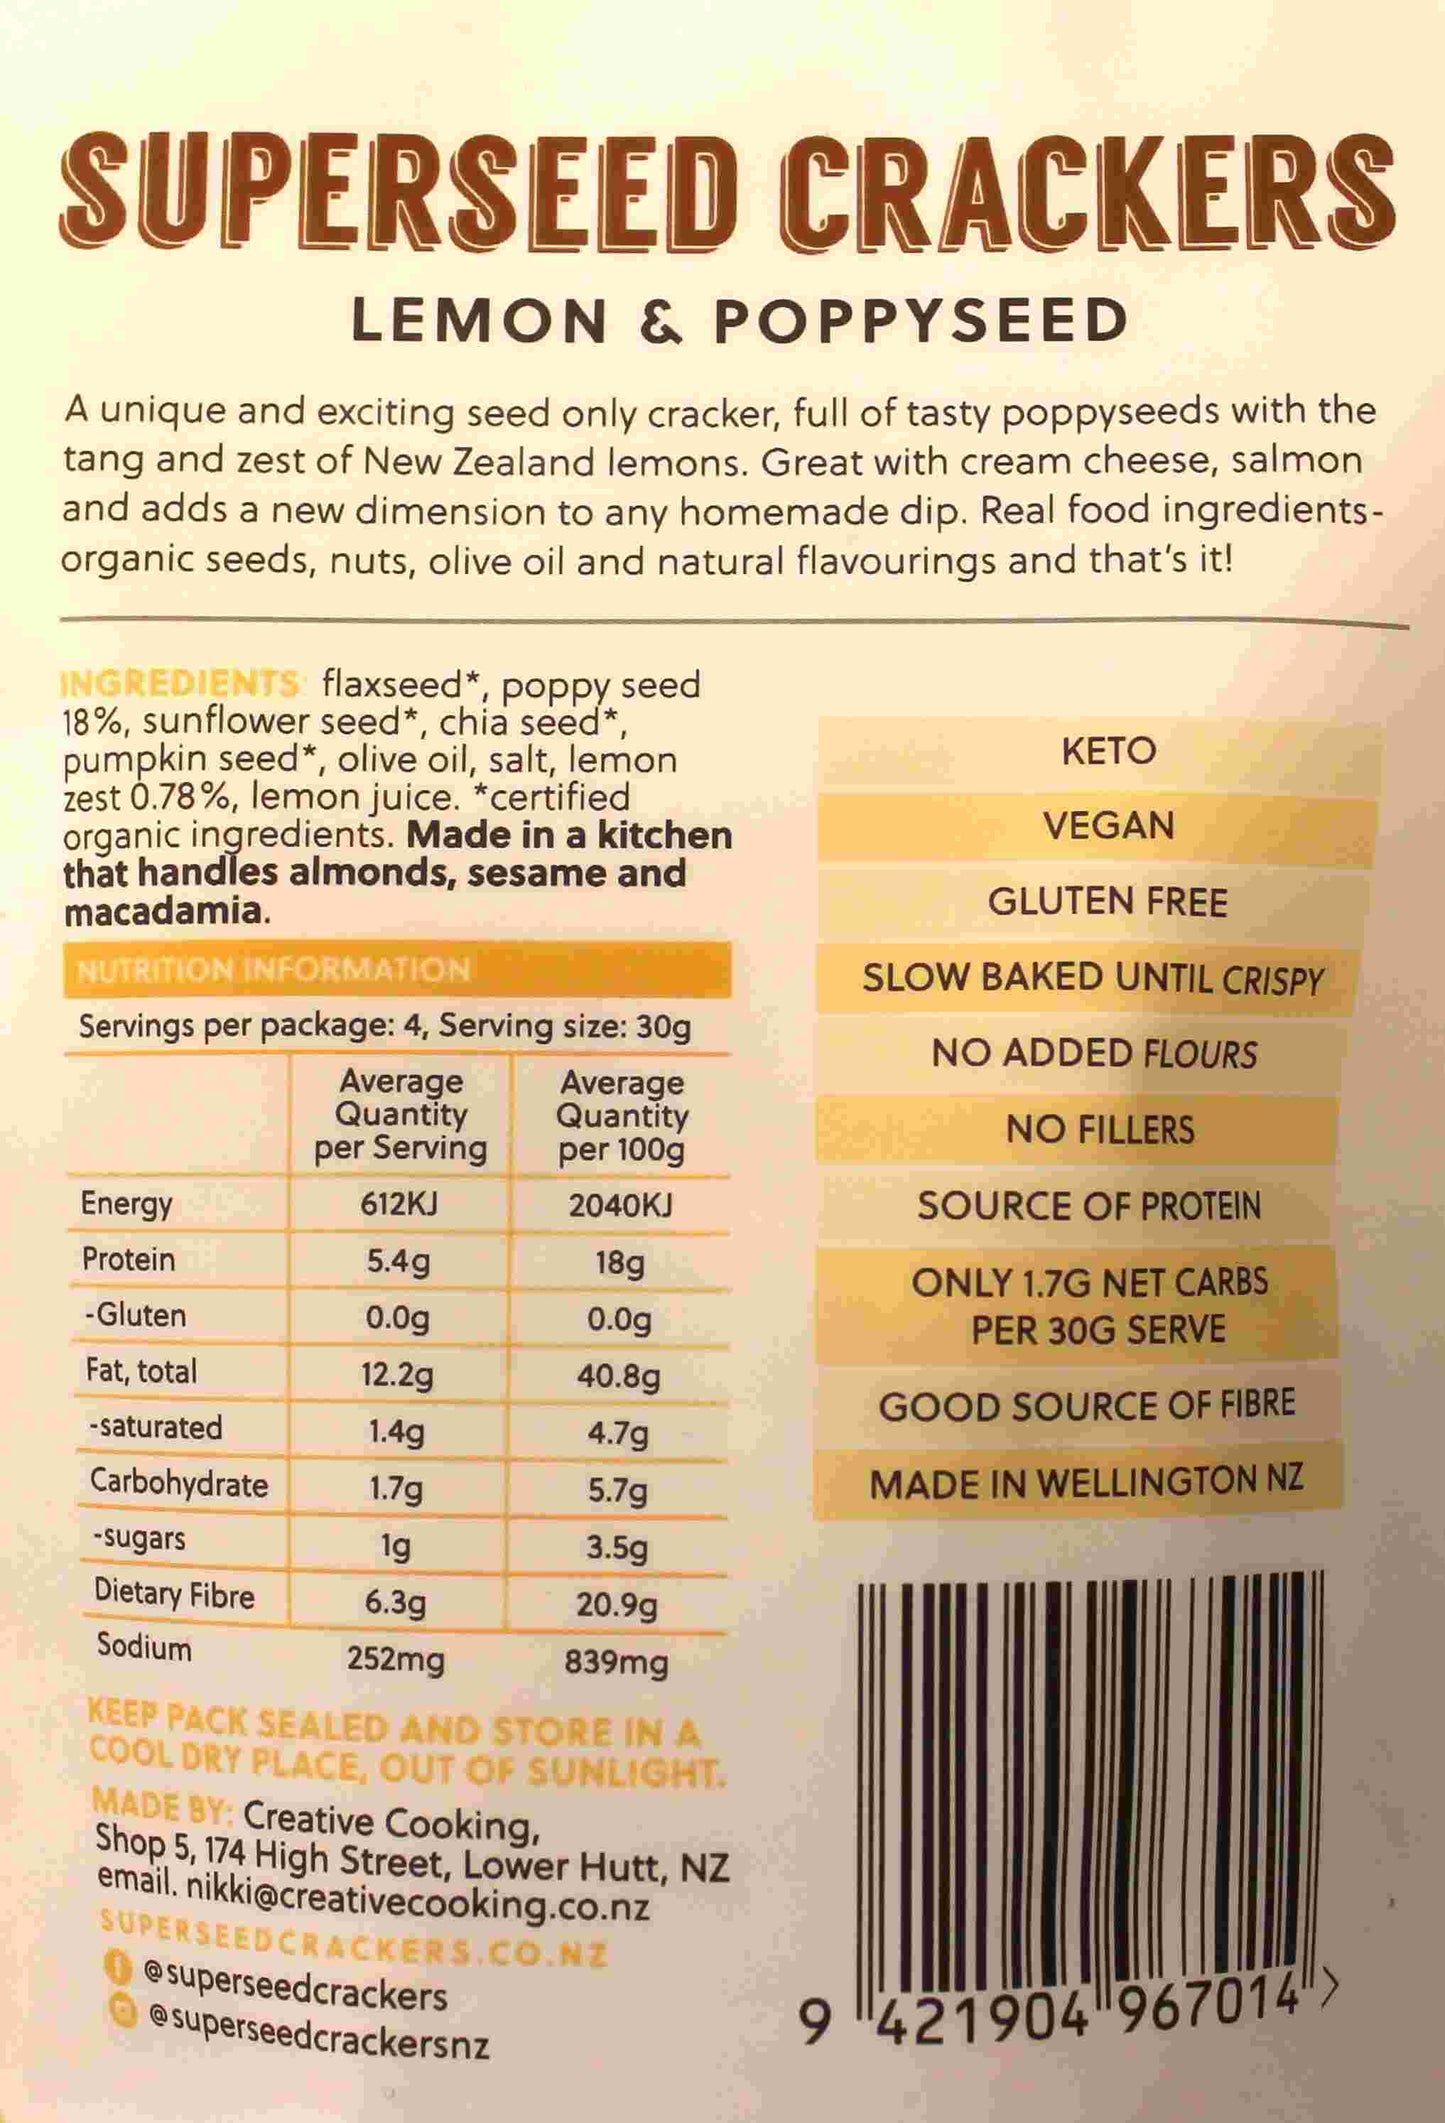 SUPERSEED CRACKERS
LEMON & POPPYSEED
A unique and exciting seed only cracker, full of tasty poppyseeds with the
tang and zest of New Zealand lemons. Great with cream cheese, salmon
and adds a new dimension to any homemade dip. Real food ingredients-
organic seeds, nuts, olive oil and natural flavourings and that's it!
INGREDIENTS: flaxseed*, poppy seed
18%, sunflower seed*, chia seed*,
pumpkin seed*, olive oil, salt, lemon
zest 0.78%, lemon juice. *certified
organic ingredients. Made in a kitchen
that handles almonds, sesame and
macadamia.
NUTRITION INFORMATION
Servings per package: 4, Serving size: 30g
Average Quantity per Serving Average Quantity per 100g
Energy 612KJ 2040KJ
Protein 5.4g 18g
-Gluten 0.0g 0.0g
Fat, total 12.2g 40.8g
-saturated 1.4g 4.7g
Carbohydrate 1.7g 5.7g
-sugars 1g 3.5g
Dietary Fibre 6.3g 20.9g
Sodium 252mg 839mg
KEEP PACK SEALED AND STORE IN A
COOL DRY PLACE, OUT OF SUNLIGHT.
MADE BY: Creative Cooking,
Shop 5, 174 High Street, Lower Hutt, NZ
email. nikki@creativecooking.co.nz
SUPERSEEDCRACKERS.CO.NZ
@superseedcrackers
@superseedcrackersnz
KETO
VEGAN
GLUTEN FREE
SLOW BAKED UNTIL CRISPY
NO ADDED FLOURS
NO FILLERS
SOURCE OF PROTEIN
ONLY 1.7G NET CARBS
PER 30G SERVE
GOOD SOURCE OF FIBRE
MADE IN WELLINGTON NZ
9 421904 967014 >